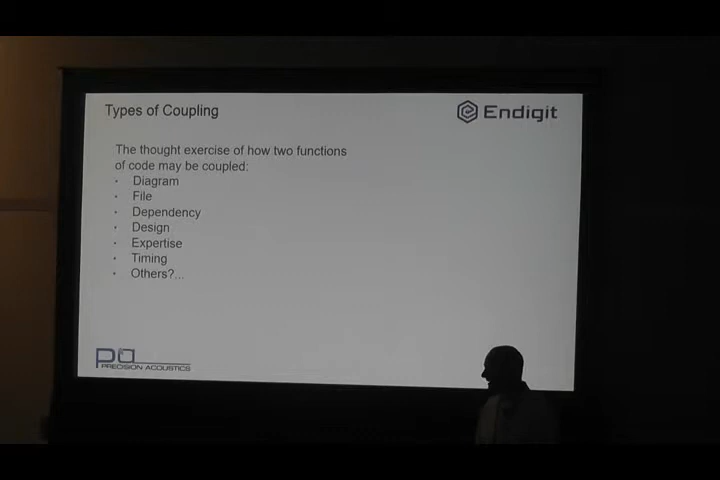 Types of Coupling
Endigit
The thought exercise of how two functions
of code may be coupled:
• Diagram
• File
• Dependency
• Design
• Expertise
• Timing
• Others?...
pa
PRECISION ACOUSTICS